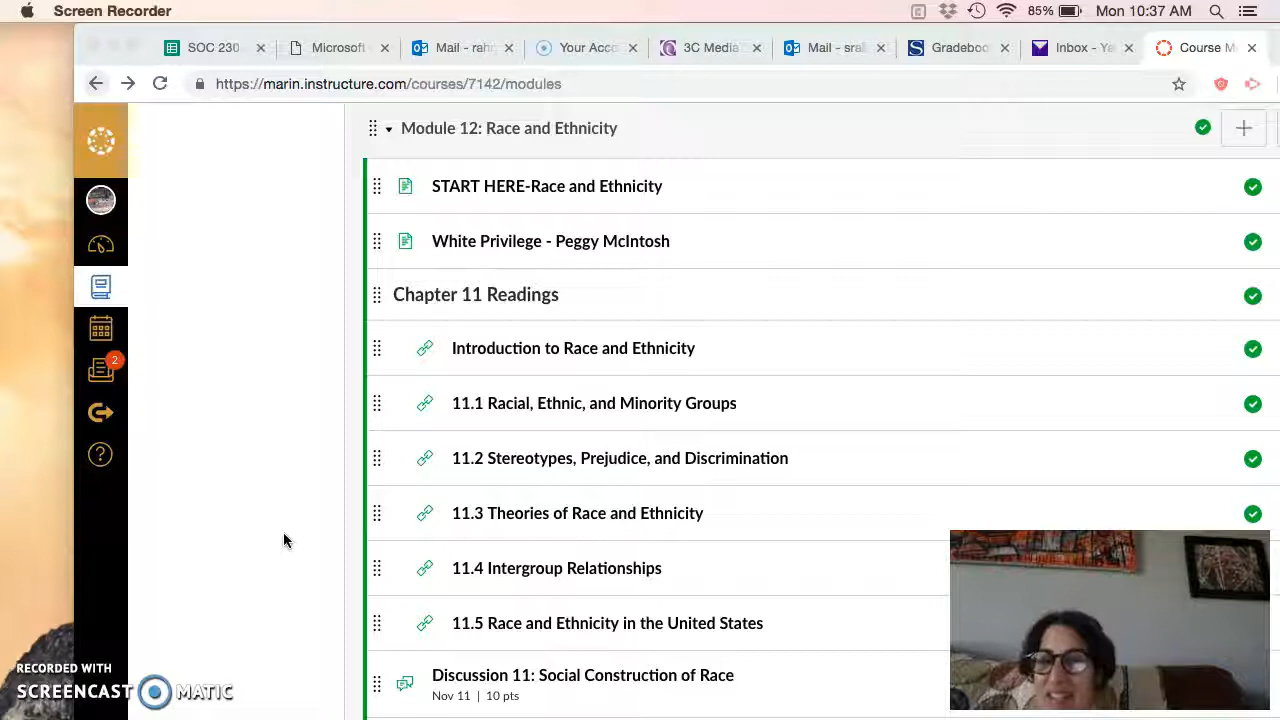 Screen Recorder
85%
Mon 10:37 AM
SOC 230
Microsoft
Mail - rahm
Your Acco
3C Media
Mail - srah
Gradeboo
Inbox - Ya
Course M
https://marin.instructure.com/courses/7142/modules
Module 12: Race and Ethnicity
START HERE-Race and Ethnicity
White Privilege - Peggy McIntosh
Chapter 11 Readings
Introduction to Race and Ethnicity
2
11.1 Racial, Ethnic, and Minority Groups
11.2 Stereotypes, Prejudice, and Discrimination
11.3 Theories of Race and Ethnicity
11.4 Intergroup Relationships
11.5 Race and Ethnicity in the United States
Discussion 11: Social Construction of Race
Nov 11 | 10 pts
RECORDED WITH
SCREENCAST MATIC